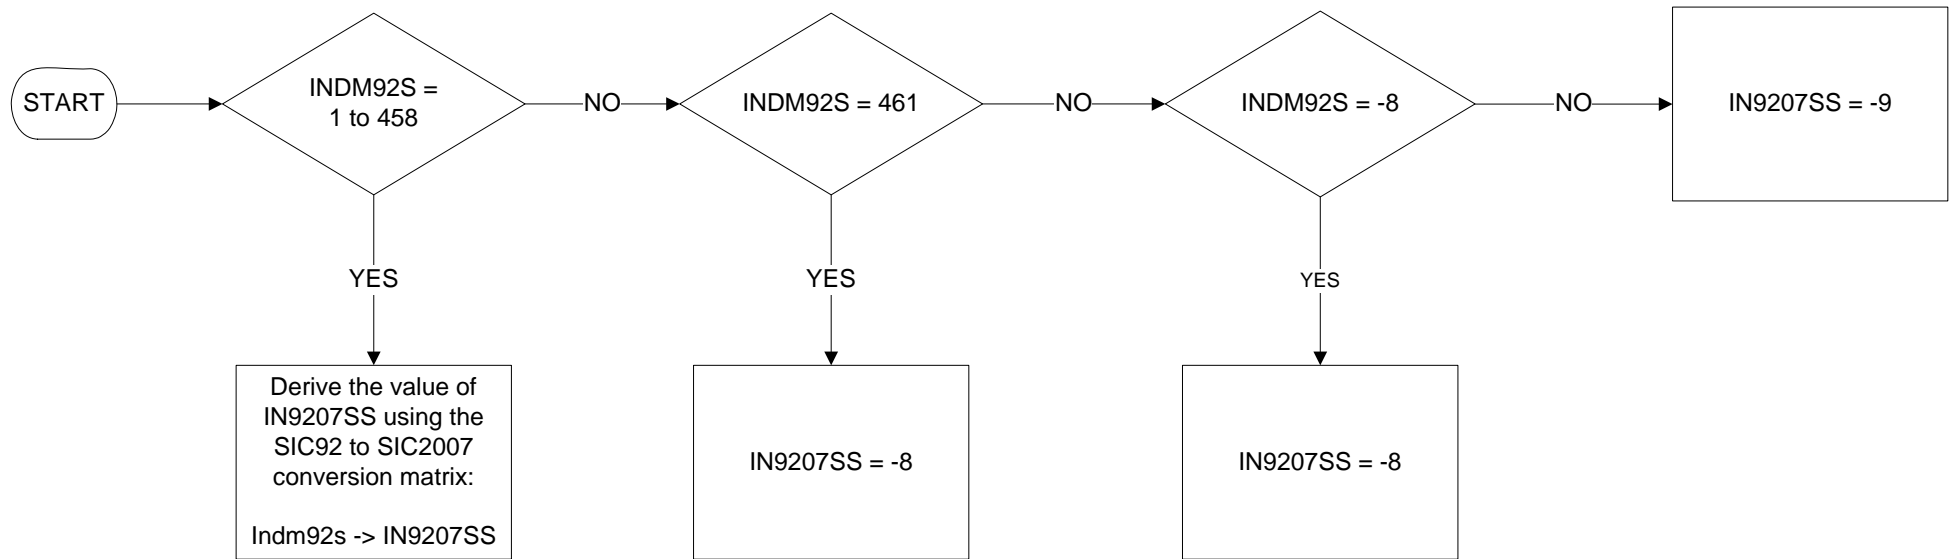 START
INDM92S =
1 to 458
NO
INDM92S = 461
NO
INDM92S = -8
NO
IN9207SS = -9
YES
YES
YES
Derive the value of
IN9207SS using the
SIC92 to SIC2007
conversion matrix:
Indm92s -> IN9207SS
IN9207SS = -8
IN9207SS = -8